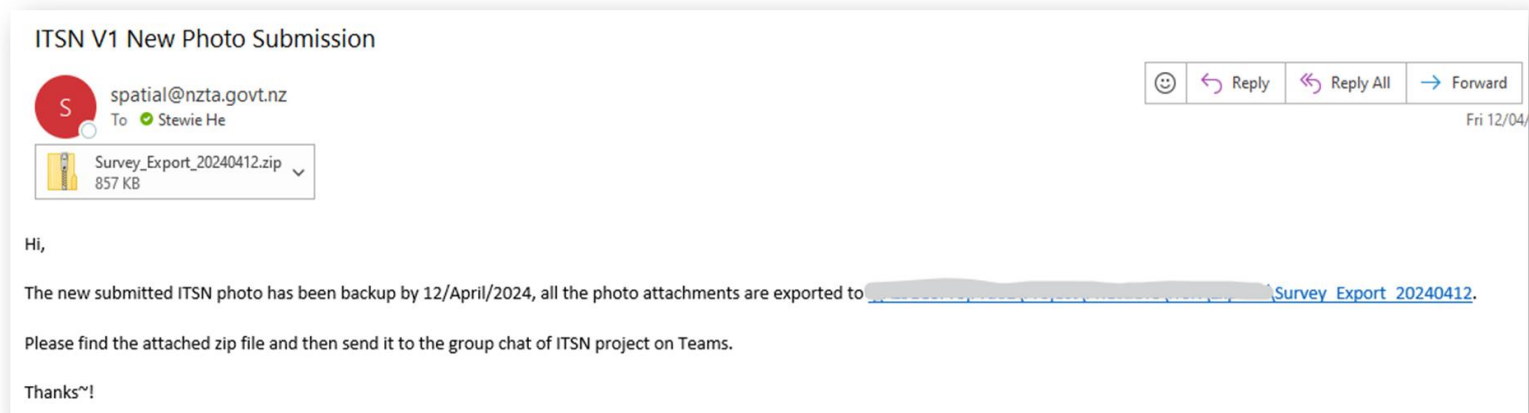 ITSN V1 New Photo Submission
S
spatial@nzta.govt.nz
To Stewie He
Reply
Reply All
Forward
Fri 12/04/
Survey_Export_20240412.zip
857 KB
Hi,
The new submitted ITSN photo has been backup by 12/April/2024, all the photo attachments are exported to \Survey_Export_20240412.
Please find the attached zip file and then send it to the group chat of ITSN project on Teams.
Thanks~!